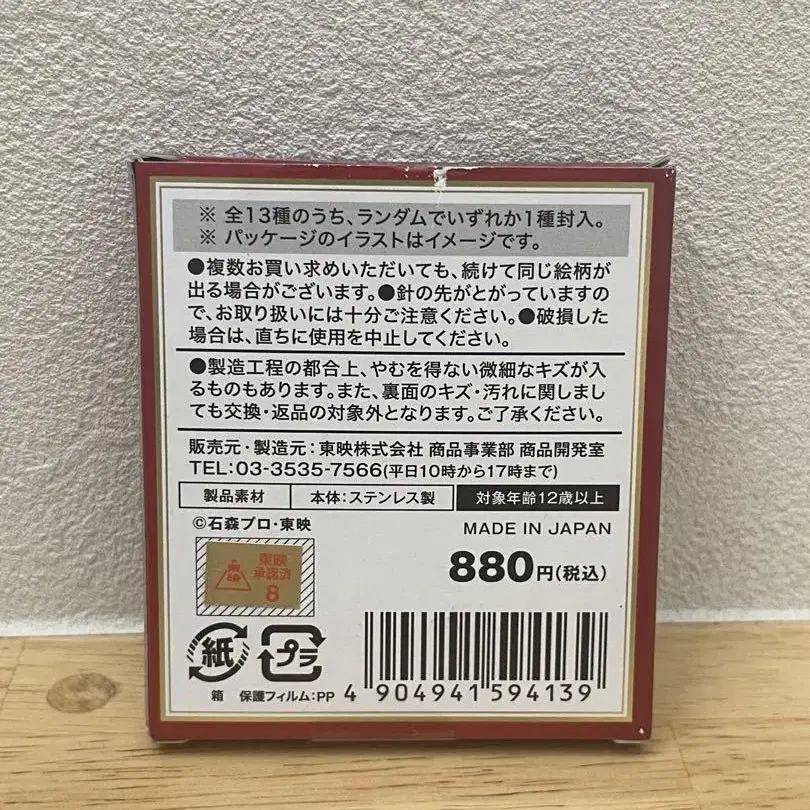 ※ 全13種のうち、ランダムでいずれか1種封入。
※ パッケージのイラストはイメージです。
●複数お買い求めいただいても、続けて同じ絵柄が
出る場合がございます。●針の先がとがっていますの
で、お取り扱いには十分ご注意ください。●破損した
場合は、直ちに使用を中止してください。
●製造工程の都合上、やむを得ない微細なキズが入
るものもあります。また、裏面のキズ・汚れに関しまし
ても交換・返品の対象外となります。ご了承ください。
販売元・製造元：東映株式会社 商品事業部 商品開発室
TEL:03-3535-7566(平日10時から17時まで)
製品素材 本体：ステンレス製 対象年齢12歳以上
©石森プロ・東映
MADE IN JAPAN
東映
東映
承認済
8
880円(税込)
紙
プラ
箱 保護フィルム：PP
4 904941 594139